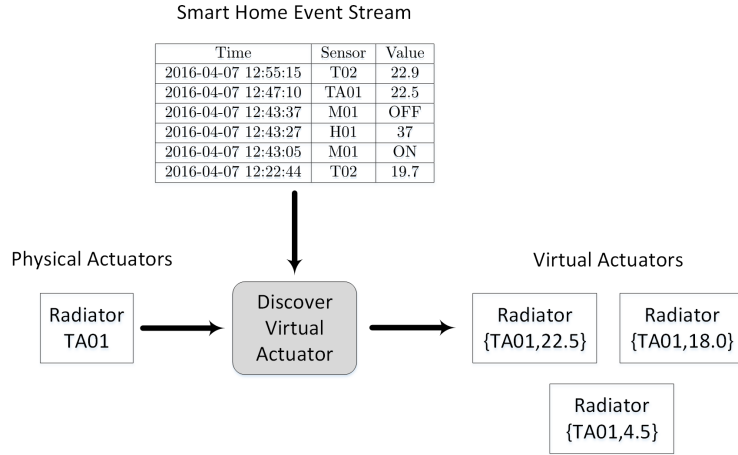 Smart Home Event Stream
Time Sensor Value
2016-04-07 12:55:15 T02 22.9
2016-04-07 12:47:10 TA01 22.5
2016-04-07 12:43:37 M01 OFF
2016-04-07 12:43:27 H01 37
2016-04-07 12:43:05 M01 ON
2016-04-07 12:22:44 T02 19.7
Physical Actuators
Radiator
TA01
Discover
Virtual
Actuator
Virtual Actuators
Radiator
{TA01,22.5}
Radiator
{TA01,18.0}
Radiator
{TA01,4.5}